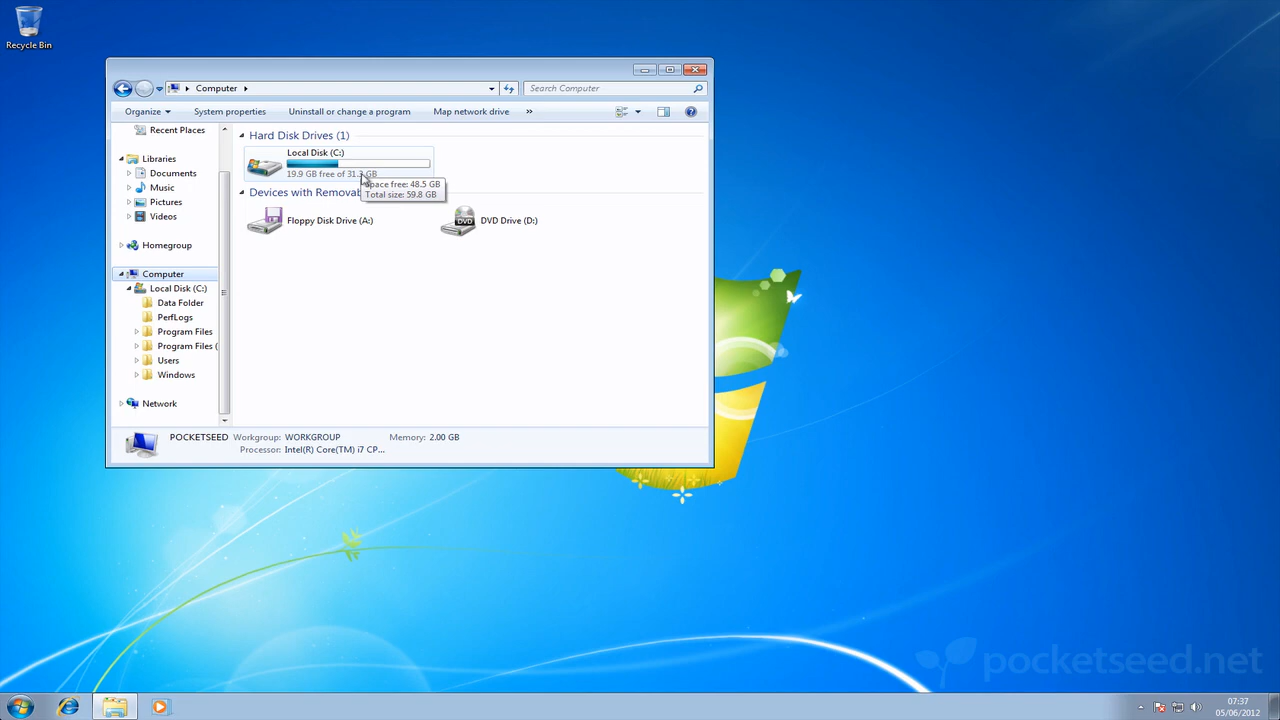 Recycle Bin
Computer
Search Computer
Organize
System properties
Uninstall or change a program
Map network drive
»
Recent Places
Libraries
Documents
Music
Pictures
Videos
Homegroup
Computer
Local Disk (C:)
Data Folder
PerfLogs
Program Files
Program Files (
Users
Windows
Network
Hard Disk Drives (1)
Local Disk (C:)
19.9 GB free of 31.3 GB
Space free: 48.5 GB
Total size: 59.8 GB
Devices with Removab
Floppy Disk Drive (A:)
DVD
DVD Drive (D:)
POCKETSEED Workgroup: WORKGROUP Memory: 2.00 GB
Processor: Intel(R) Core(TM) i7 CP...
pocketseed.net
07:37
05/06/2012